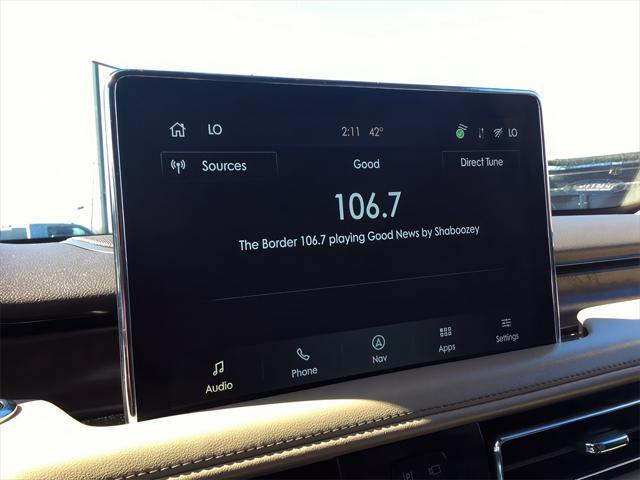 LO 2:11 42° LO
Sources Good Direct Tune
106.7
The Border 106.7 playing Good News by Shaboozey
Audio Phone Nav Apps Settings